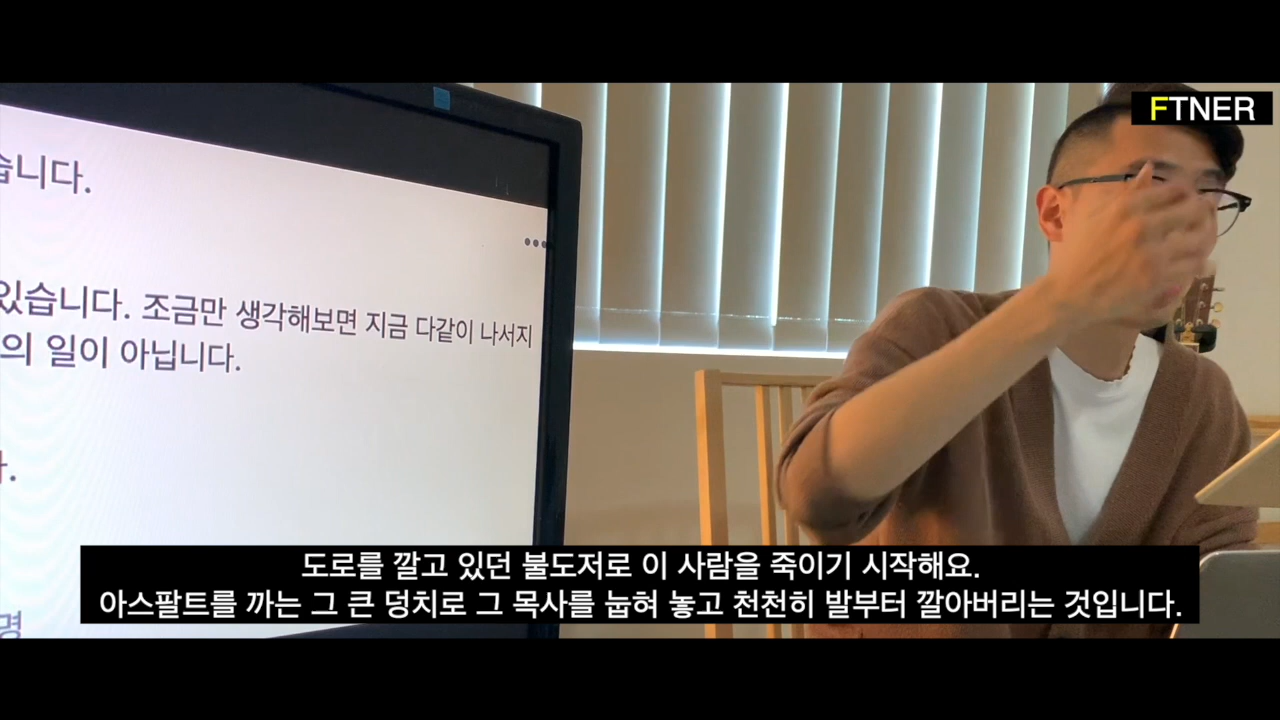 FTNER
습니다.
있습니다. 조금만 생각해보면 지금 다같이 나서지
의 일이 아닙니다.
명
도로를 깔고 있던 불도저로 이 사람을 죽이기 시작해요.
아스팔트를 까는 그 큰 덩치로 그 목사를 눕혀 놓고 천천히 발부터 깔아버리는 것입니다.